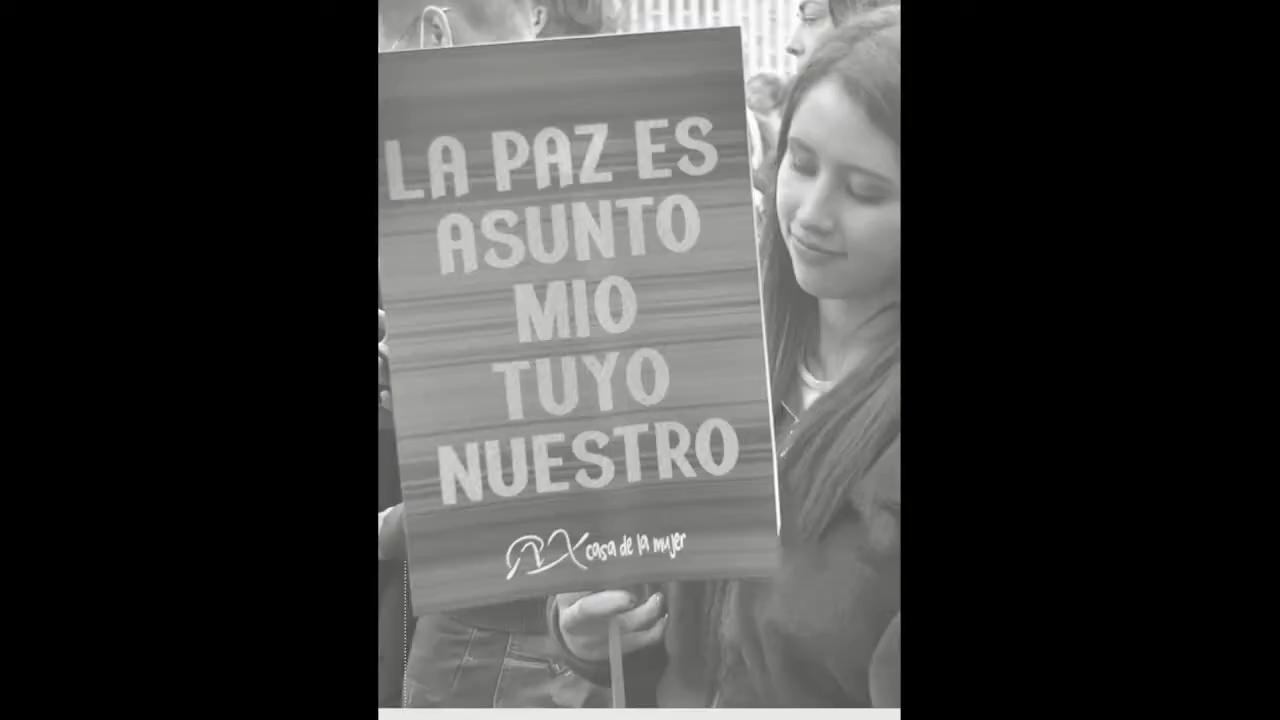 LA PAZ ES
ASUNTO
MIO
TUYO
NUESTRO
casa de la mujer